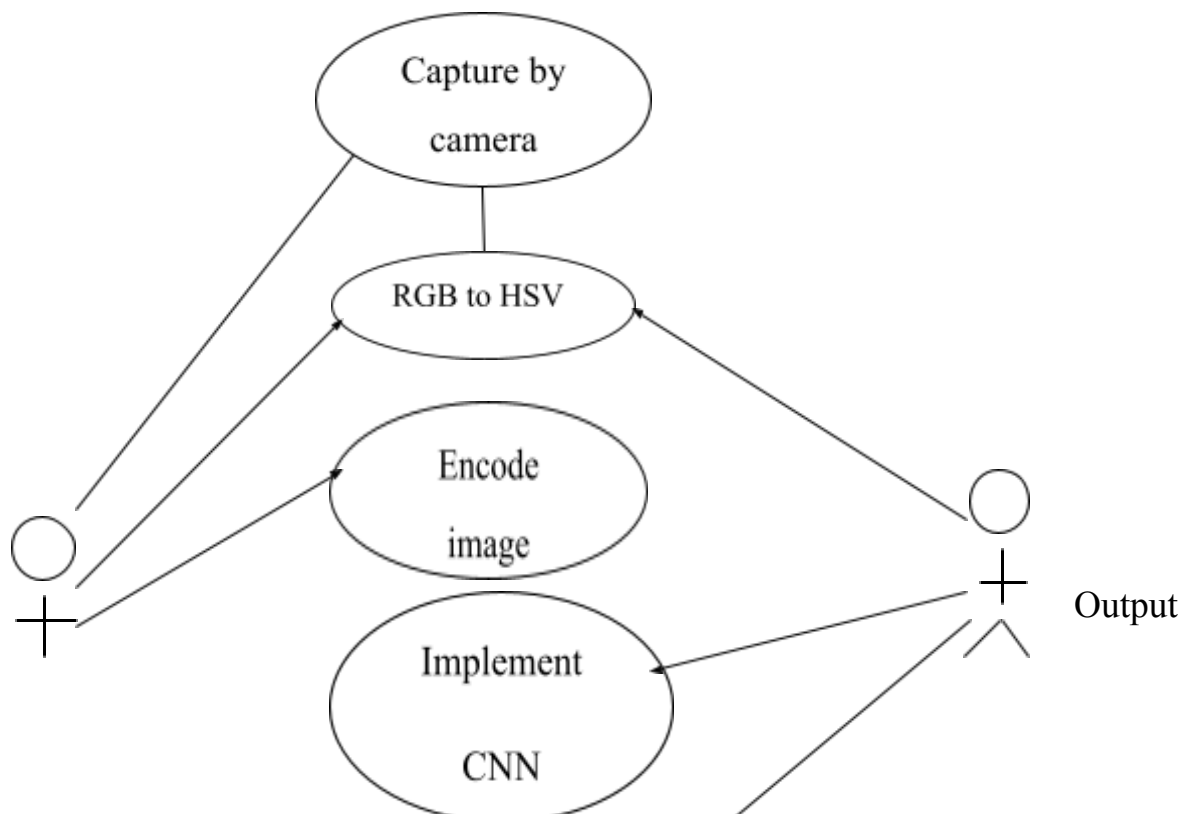 Capture by
camera
RGB to HSV
Encode
image
Output
Implement
CNN